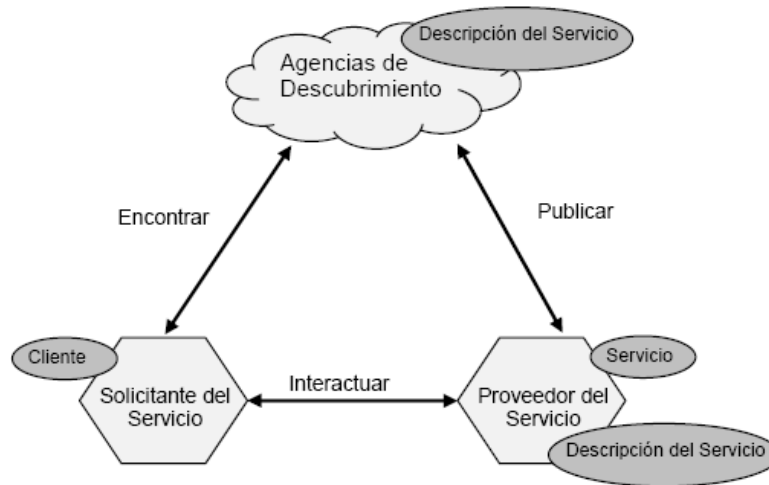 Descripción del Servicio
Agencias de
Descubrimiento
Encontrar
Publicar
Cliente
Servicio
Solicitante del
Servicio
Interactuar
Proveedor del
Servicio
Descripción del Servicio